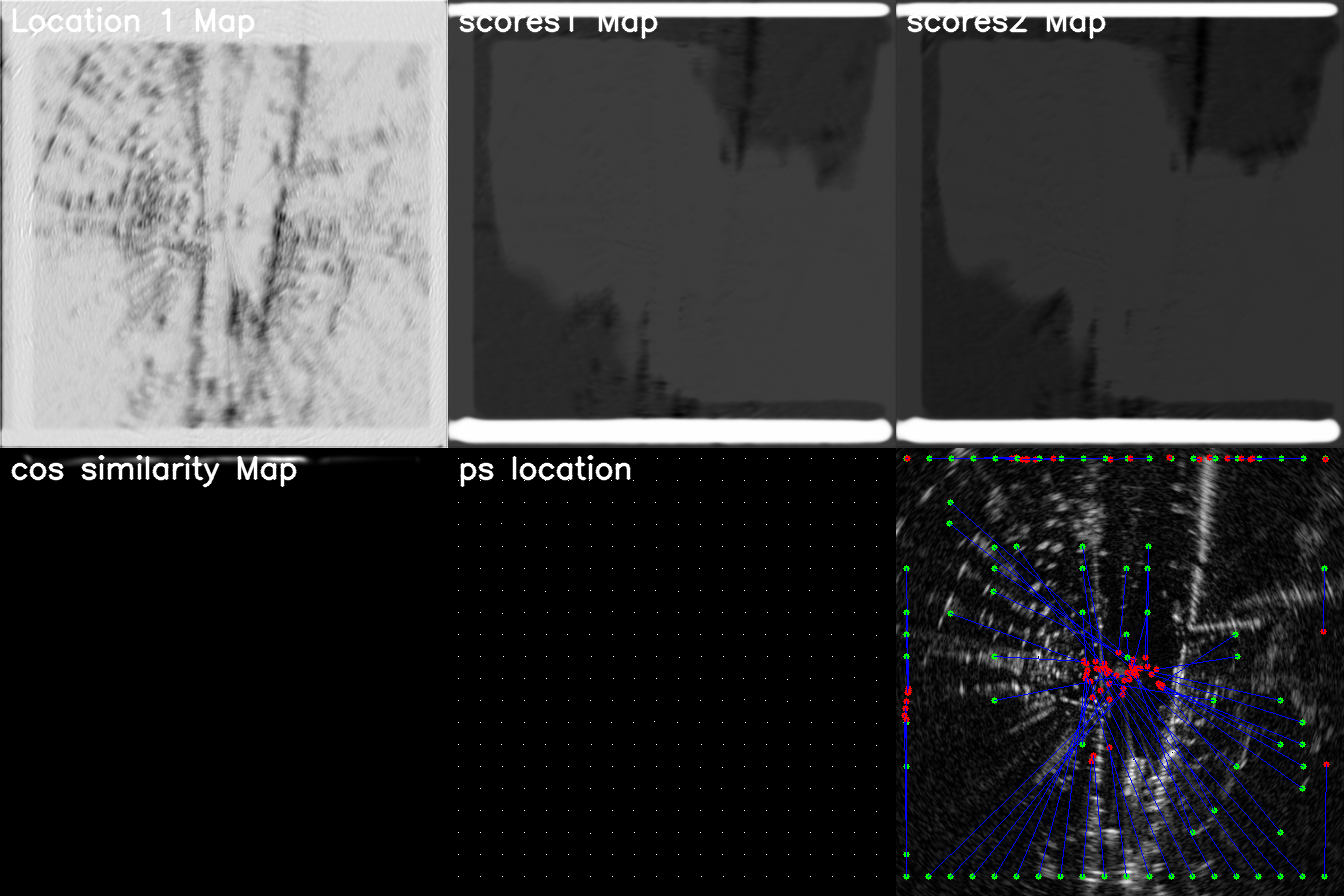 Location 1 Map
scores1 Map
scores2 Map
cos similarity Map
ps location